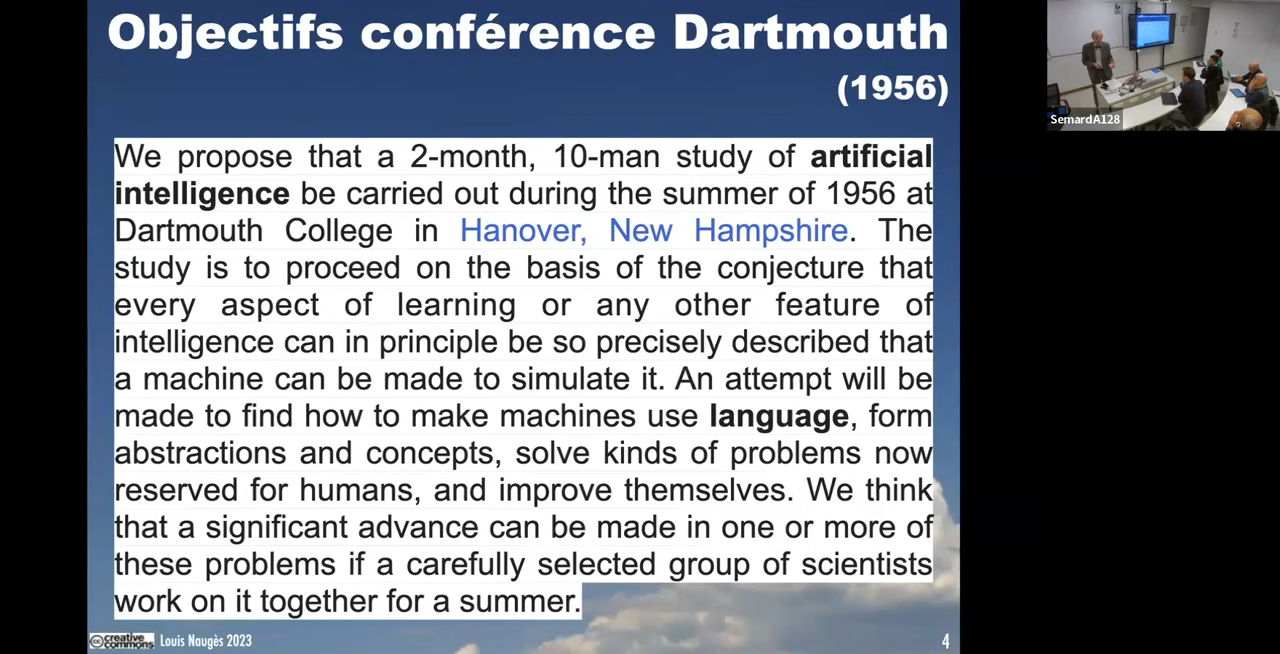 Objectifs conférence Dartmouth
(1956)
We propose that a 2-month, 10-man study of artificial
intelligence be carried out during the summer of 1956 at
Dartmouth College in Hanover, New Hampshire. The
study is to proceed on the basis of the conjecture that
every aspect of learning or any other feature of
intelligence can in principle be so precisely described that
a machine can be made to simulate it. An attempt will be
made to find how to make machines use language, form
abstractions and concepts, solve kinds of problems now
reserved for humans, and improve themselves. We think
that a significant advance can be made in one or more of
these problems if a carefully selected group of scientists
work on it together for a summer.
cc creative commons Louis Naugès 2023
4
SemardA128